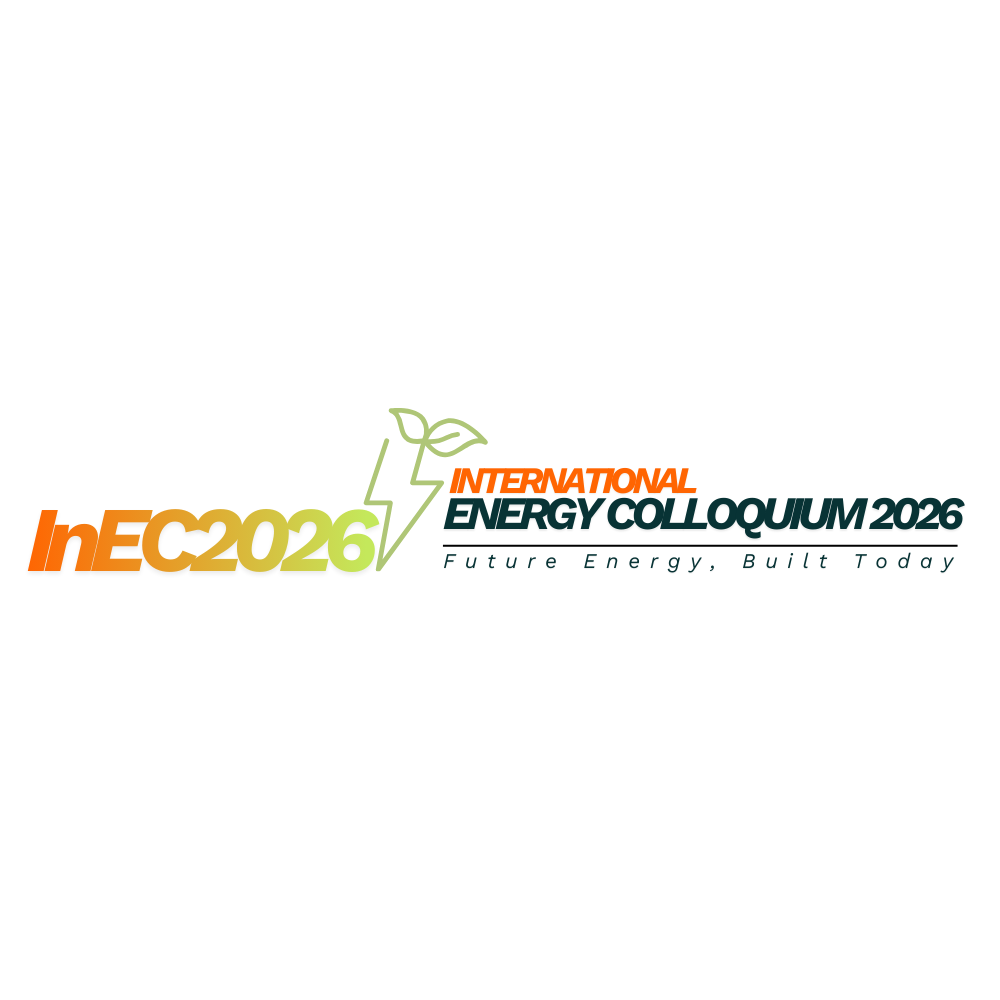 InEC2026
INTERNATIONAL
ENERGY COLLOQUIUM 2026
Future Energy, Built Today